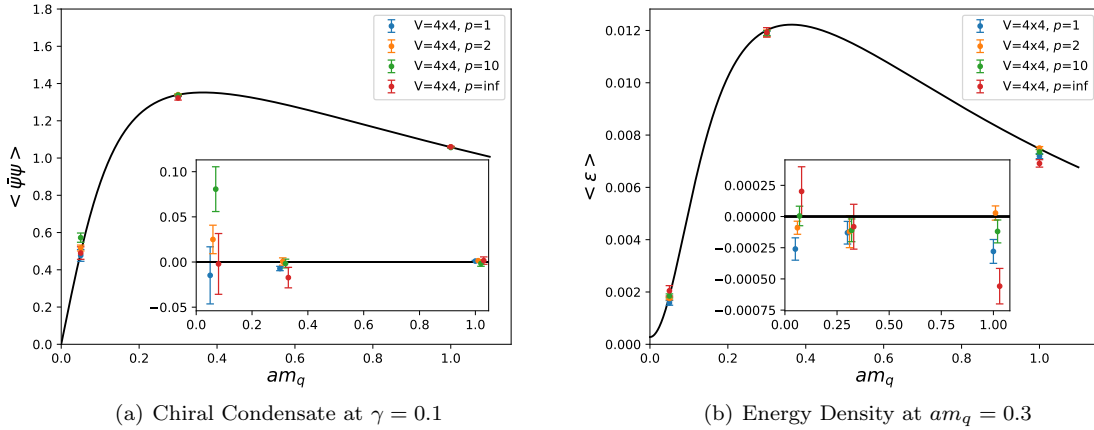 1.8
1.6
1.4
1.2
1.0
0.8
0.6
0.4
0.2
0.0
< ψ̄ψ >
0.0 0.2 0.4 0.6 0.8 1.0
am_q
V=4x4, p=1
V=4x4, p=2
V=4x4, p=10
V=4x4, p=inf
0.10
0.05
0.00
−0.05
0.0 0.2 0.4 0.6 0.8 1.0
(a) Chiral Condensate at γ = 0.1
0.012
0.010
0.008
0.006
0.004
0.002
0.000
< ε >
0.0 0.2 0.4 0.6 0.8 1.0
am_q
V=4x4, p=1
V=4x4, p=2
V=4x4, p=10
V=4x4, p=inf
0.00025
0.00000
−0.00025
−0.00050
−0.00075
0.00 0.25 0.50 0.75 1.00
(b) Energy Density at am_q = 0.3